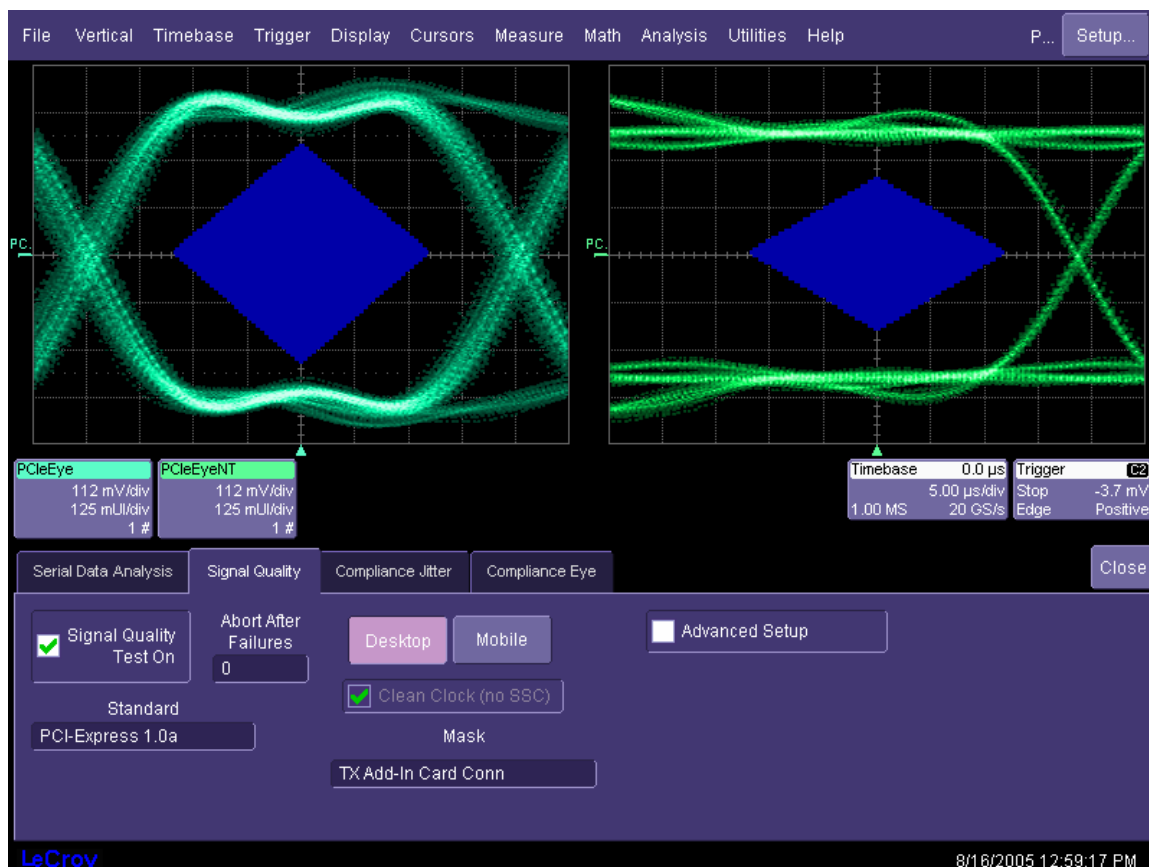 File Vertical Timebase Trigger Display Cursors Measure Math Analysis Utilities Help P... Setup...
PC.
PC.
PCIeEye
112 mV/div
125 mUI/div
1 #
PCIeEyeNT
112 mV/div
125 mUI/div
1 #
Timebase 0.0 µs
5.00 µs/div
1.00 MS 20 GS/s
Trigger C2
Stop -3.7 mV
Edge Positive
Serial Data Analysis Signal Quality Compliance Jitter Compliance Eye Close
Signal Quality
Test On
Abort After
Failures
0
Desktop Mobile
Advanced Setup
Clean Clock (no SSC)
Standard
PCI-Express 1.0a
Mask
TX Add-In Card Conn
LeCroy
8/16/2005 12:59:17 PM